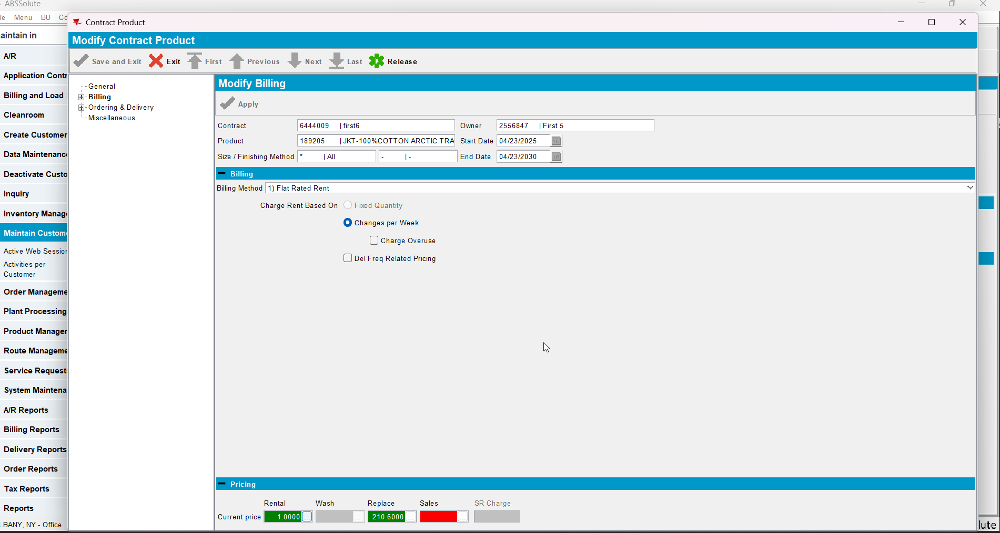 ABSSolute
le Menu BU Co
Contract Product
aintain in
Modify Contract Product
Save and Exit Exit First Previous Next Last Release
A/R
Application Contr
Billing and Load S
Cleanroom
Create Customer
Data Maintenanc
Deactivate Custo
Inquiry
Inventory Manag
Maintain Custome
Active Web Session
Activities per
Customer
Order Manageme
Plant Processing
Product Manager
Route Manageme
Service Requests
System Maintena
A/R Reports
Billing Reports
Delivery Reports
Order Reports
Tax Reports
Reports
LBANY, NY - Office
General
Billing
Ordering & Delivery
Miscellaneous
Modify Billing
Apply
Contract 6444009 | first6 Owner 2556847 | First 5
Product 189205 | JKT-100%COTTON ARCTIC TRA Start Date 04/23/2025 16
Size / Finishing Method * | All - | - End Date 04/23/2030 16
Billing
Billing Method 1) Flat Rated Rent
Charge Rent Based On Fixed Quantity
Changes per Week
Charge Overuse
Del Freq Related Pricing
Pricing
Rental Wash Replace Sales SR Charge
Current price 1.0000 ... ... 210.6000 ... ...
lute